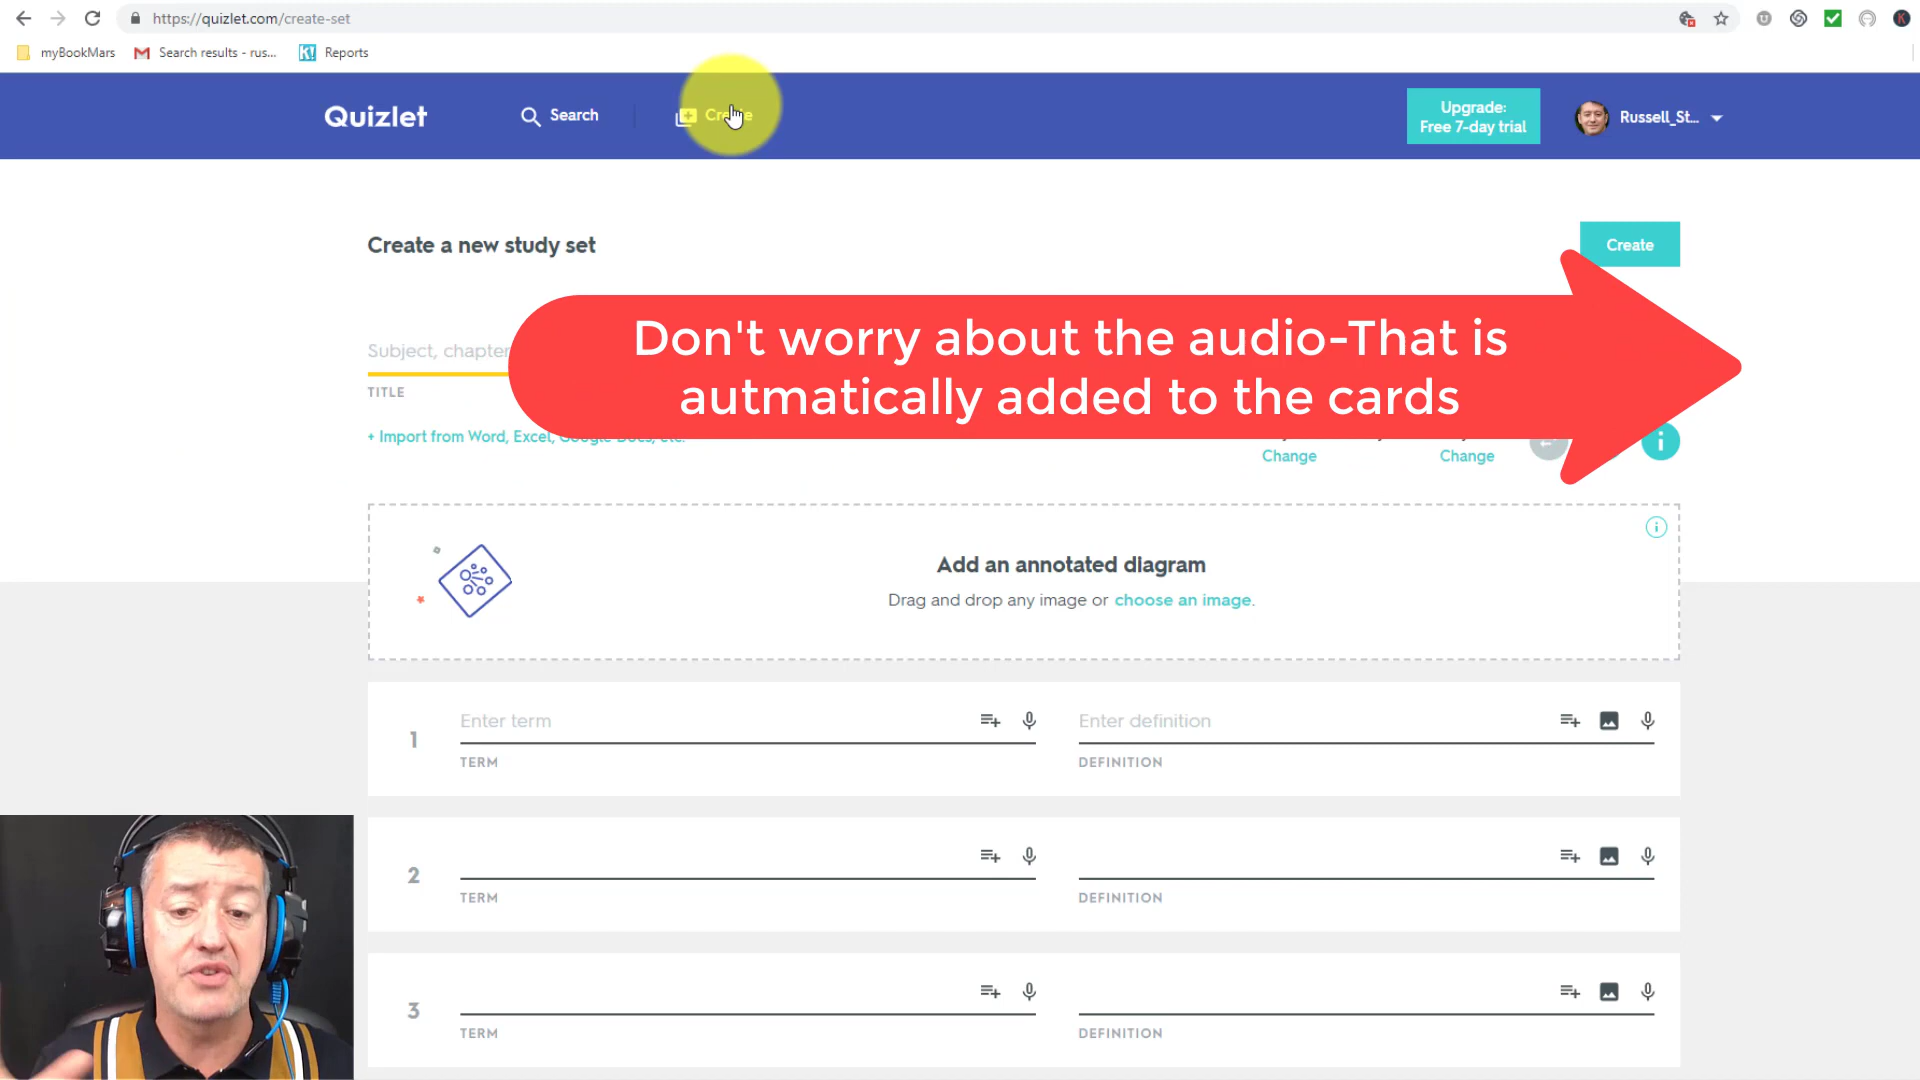 https://quizlet.com/create-set
myBookMars
Search results - rus...
Reports
Quizlet
Search
Create
Upgrade:
Free 7-day trial
Russell_St...
Create a new study set
Create
Subject, chapter
TITLE
Don't worry about the audio-That is
autmatically added to the cards
+ Import from Word, Excel, Google Docs, etc.
Change
Change
Add an annotated diagram
Drag and drop any image or choose an image.
1
Enter term
Enter definition
TERM
DEFINITION
2
TERM
DEFINITION
3
TERM
DEFINITION